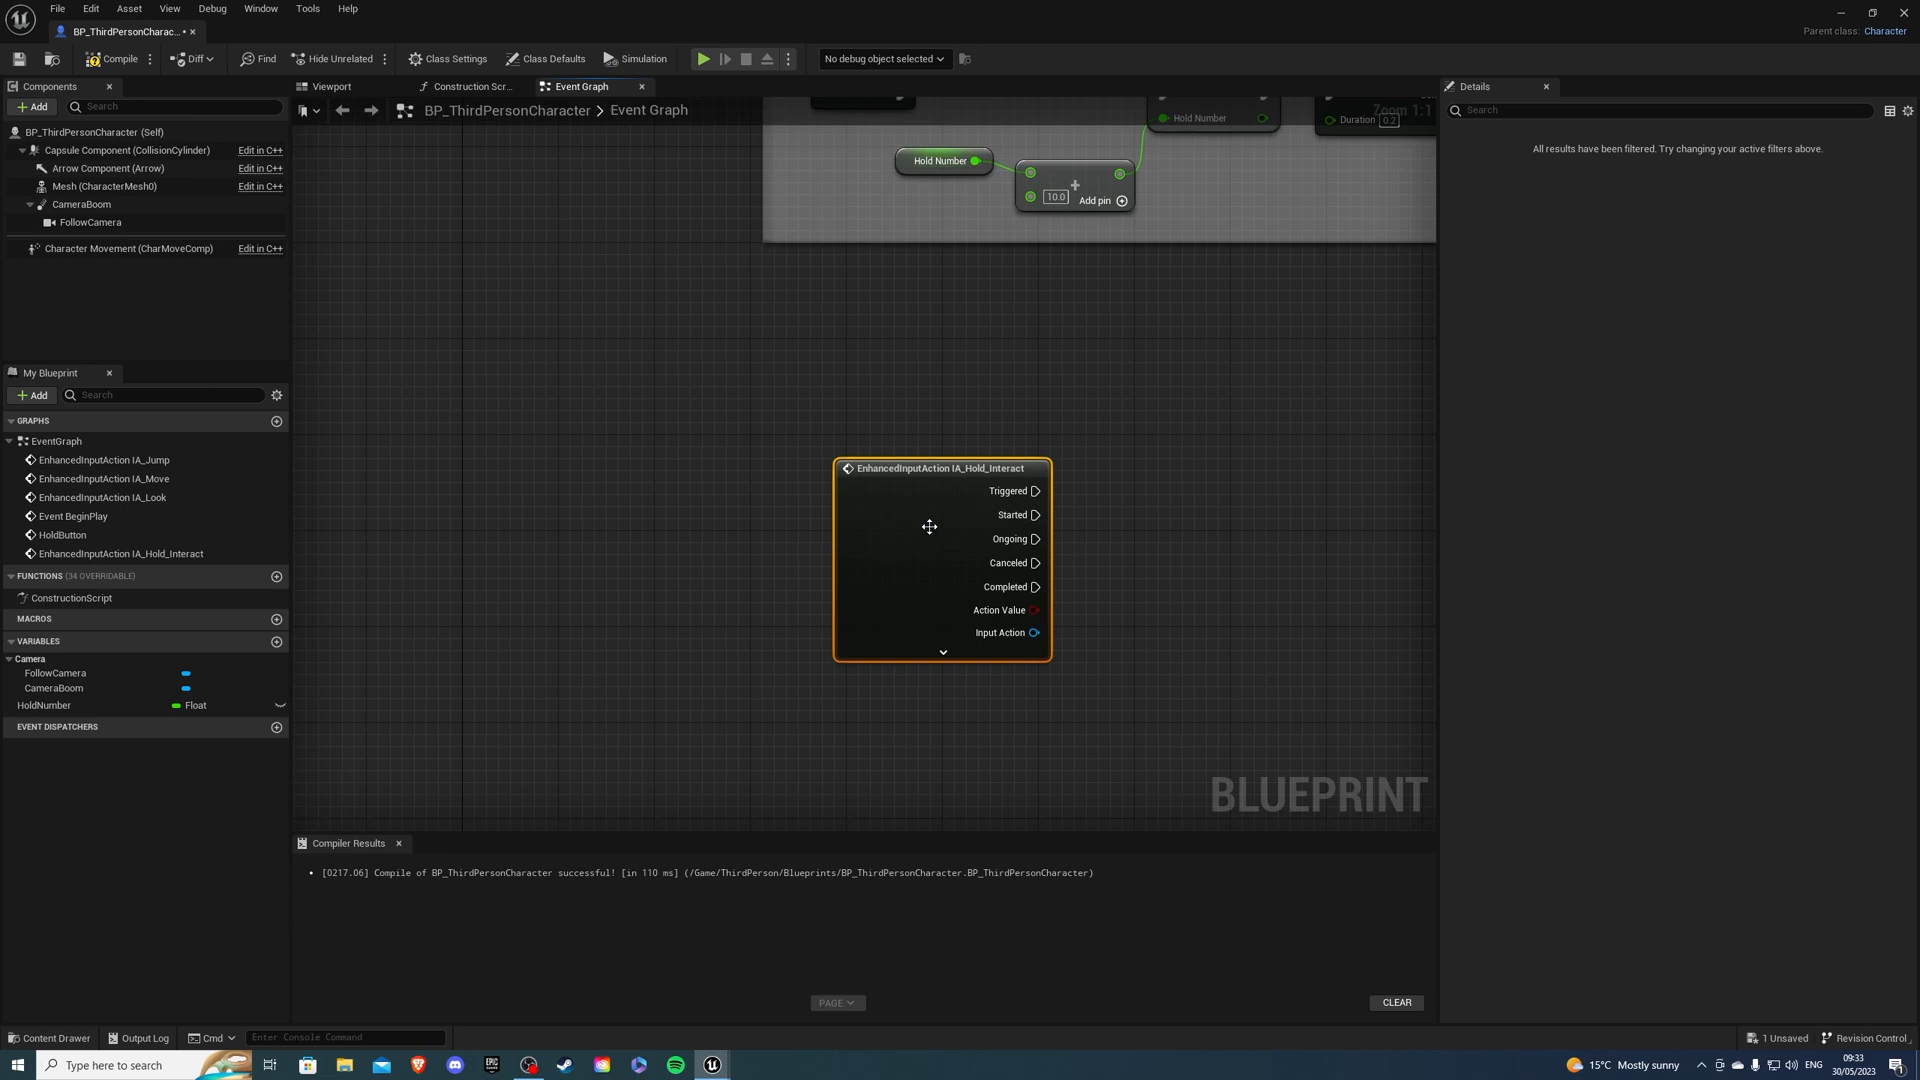 File Edit Asset View Debug Window Tools Help
BP_ThirdPersonCharac... •
Parent class: Character
Compile Diff Find Hide Unrelated Class Settings Class Defaults Simulation No debug object selected
Components
Viewport Construction Scr... Event Graph
Details
Add Search
BP_ThirdPersonCharacter > Event Graph
Search
Zoom 1:1
BP_ThirdPersonCharacter (Self)
Capsule Component (CollisionCylinder) Edit in C++
Arrow Component (Arrow) Edit in C++
Mesh (CharacterMesh0) Edit in C++
CameraBoom
FollowCamera
Character Movement (CharMoveComp) Edit in C++
Hold Number
Duration 0.2
Hold Number
10.0
Add pin
All results have been filtered. Try changing your active filters above.
My Blueprint
Add Search
GRAPHS
EventGraph
EnhancedInputAction IA_Jump
EnhancedInputAction IA_Move
EnhancedInputAction IA_Look
Event BeginPlay
HoldButton
EnhancedInputAction IA_Hold_Interact
FUNCTIONS (34 OVERRIDABLE)
ConstructionScript
MACROS
VARIABLES
Camera
FollowCamera
CameraBoom
HoldNumber Float
EVENT DISPATCHERS
EnhancedInputAction IA_Hold_Interact
Triggered
Started
Ongoing
Canceled
Completed
Action Value
Input Action
BLUEPRINT
Compiler Results
• [0217.06] Compile of BP_ThirdPersonCharacter successful! [in 110 ms] (/Game/ThirdPerson/Blueprints/BP_ThirdPersonCharacter.BP_ThirdPersonCharacter)
PAGE
CLEAR
Content Drawer Output Log Cmd Enter Console Command
1 Unsaved Revision Control
Type here to search
EPIC GAMES
15°C Mostly sunny ENG
09:33
30/05/2023
1